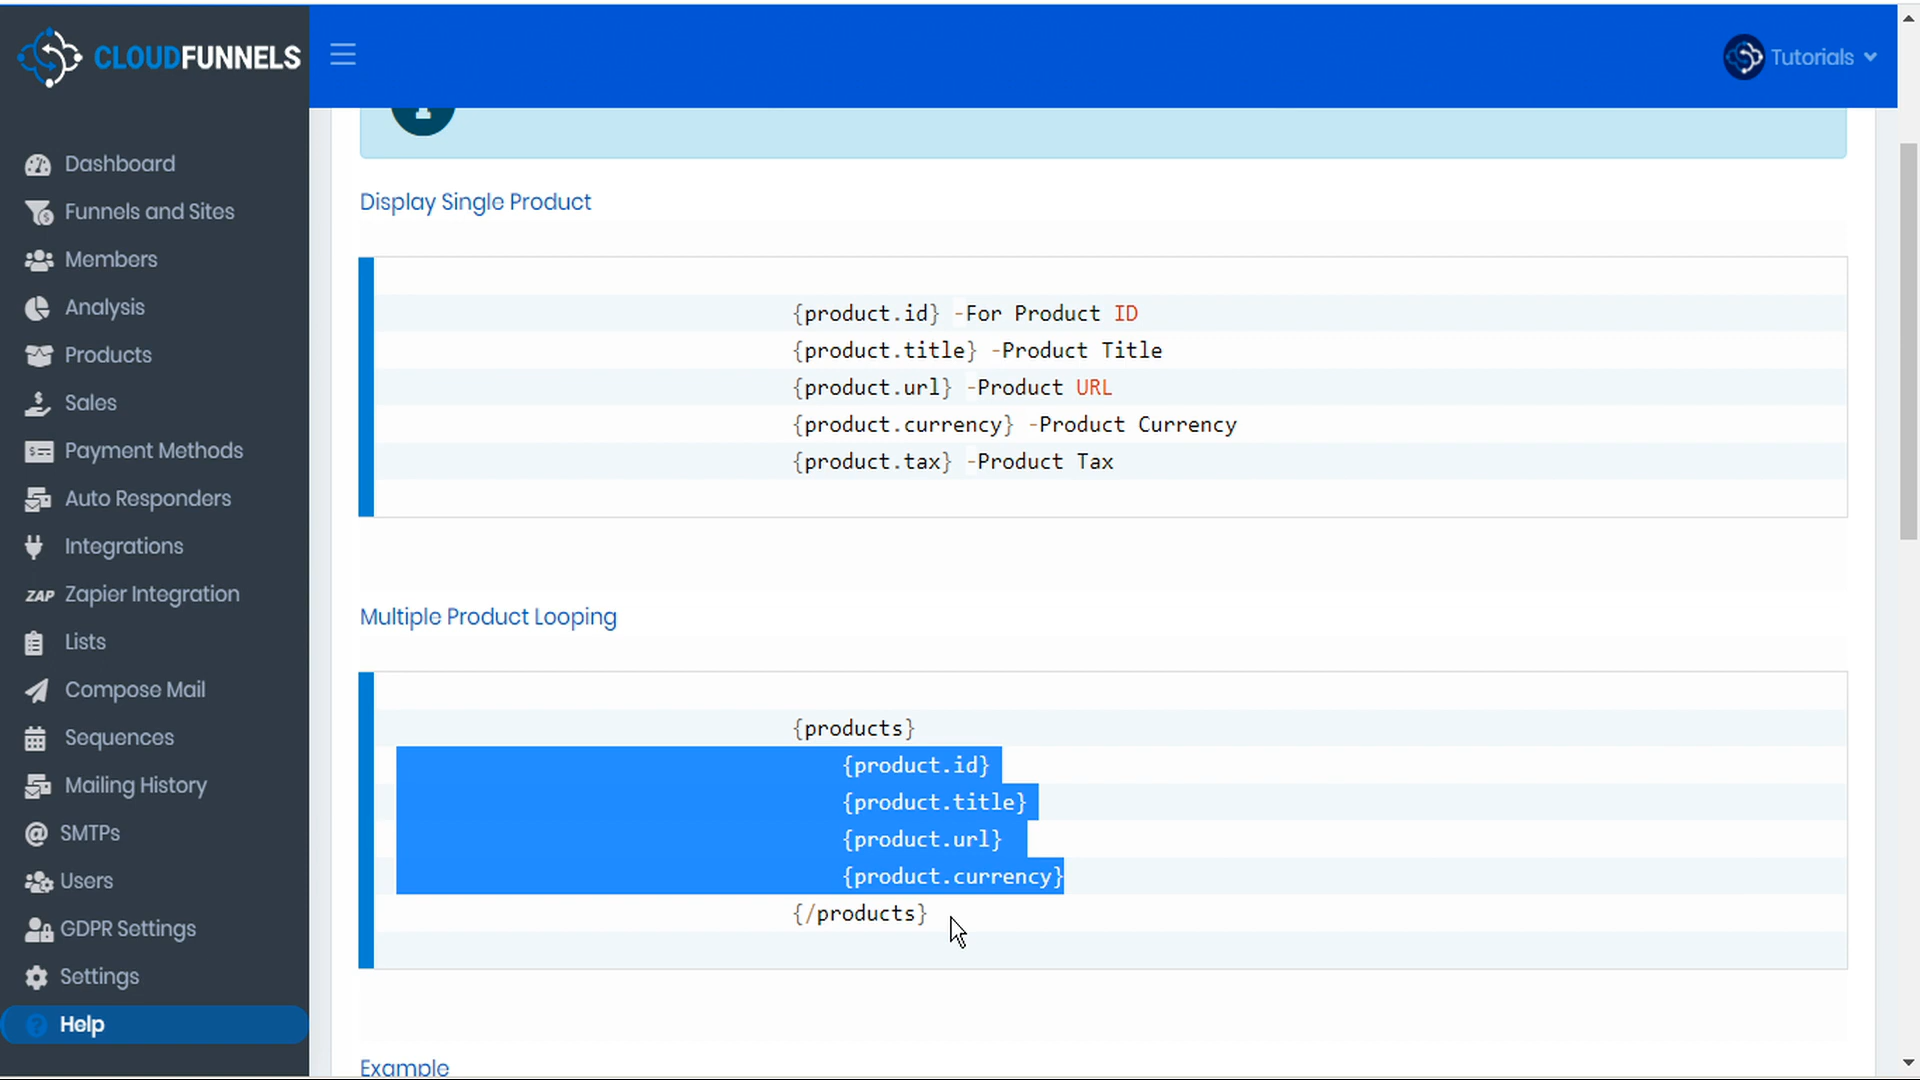 CLOUDFUNNELS
Tutorials
Dashboard
Funnels and Sites
Members
Analysis
Products
Sales
Payment Methods
Auto Responders
Integrations
ZAP Zapier Integration
Lists
Compose Mail
Sequences
Mailing History
SMTPs
Users
GDPR Settings
Settings
Help
Display Single Product
{product.id} -For Product ID
{product.title} -Product Title
{product.url} -Product URL
{product.currency} -Product Currency
{product.tax} -Product Tax
Multiple Product Looping
{products}
{product.id}
{product.title}
{product.url}
{product.currency}
{/products}
Example